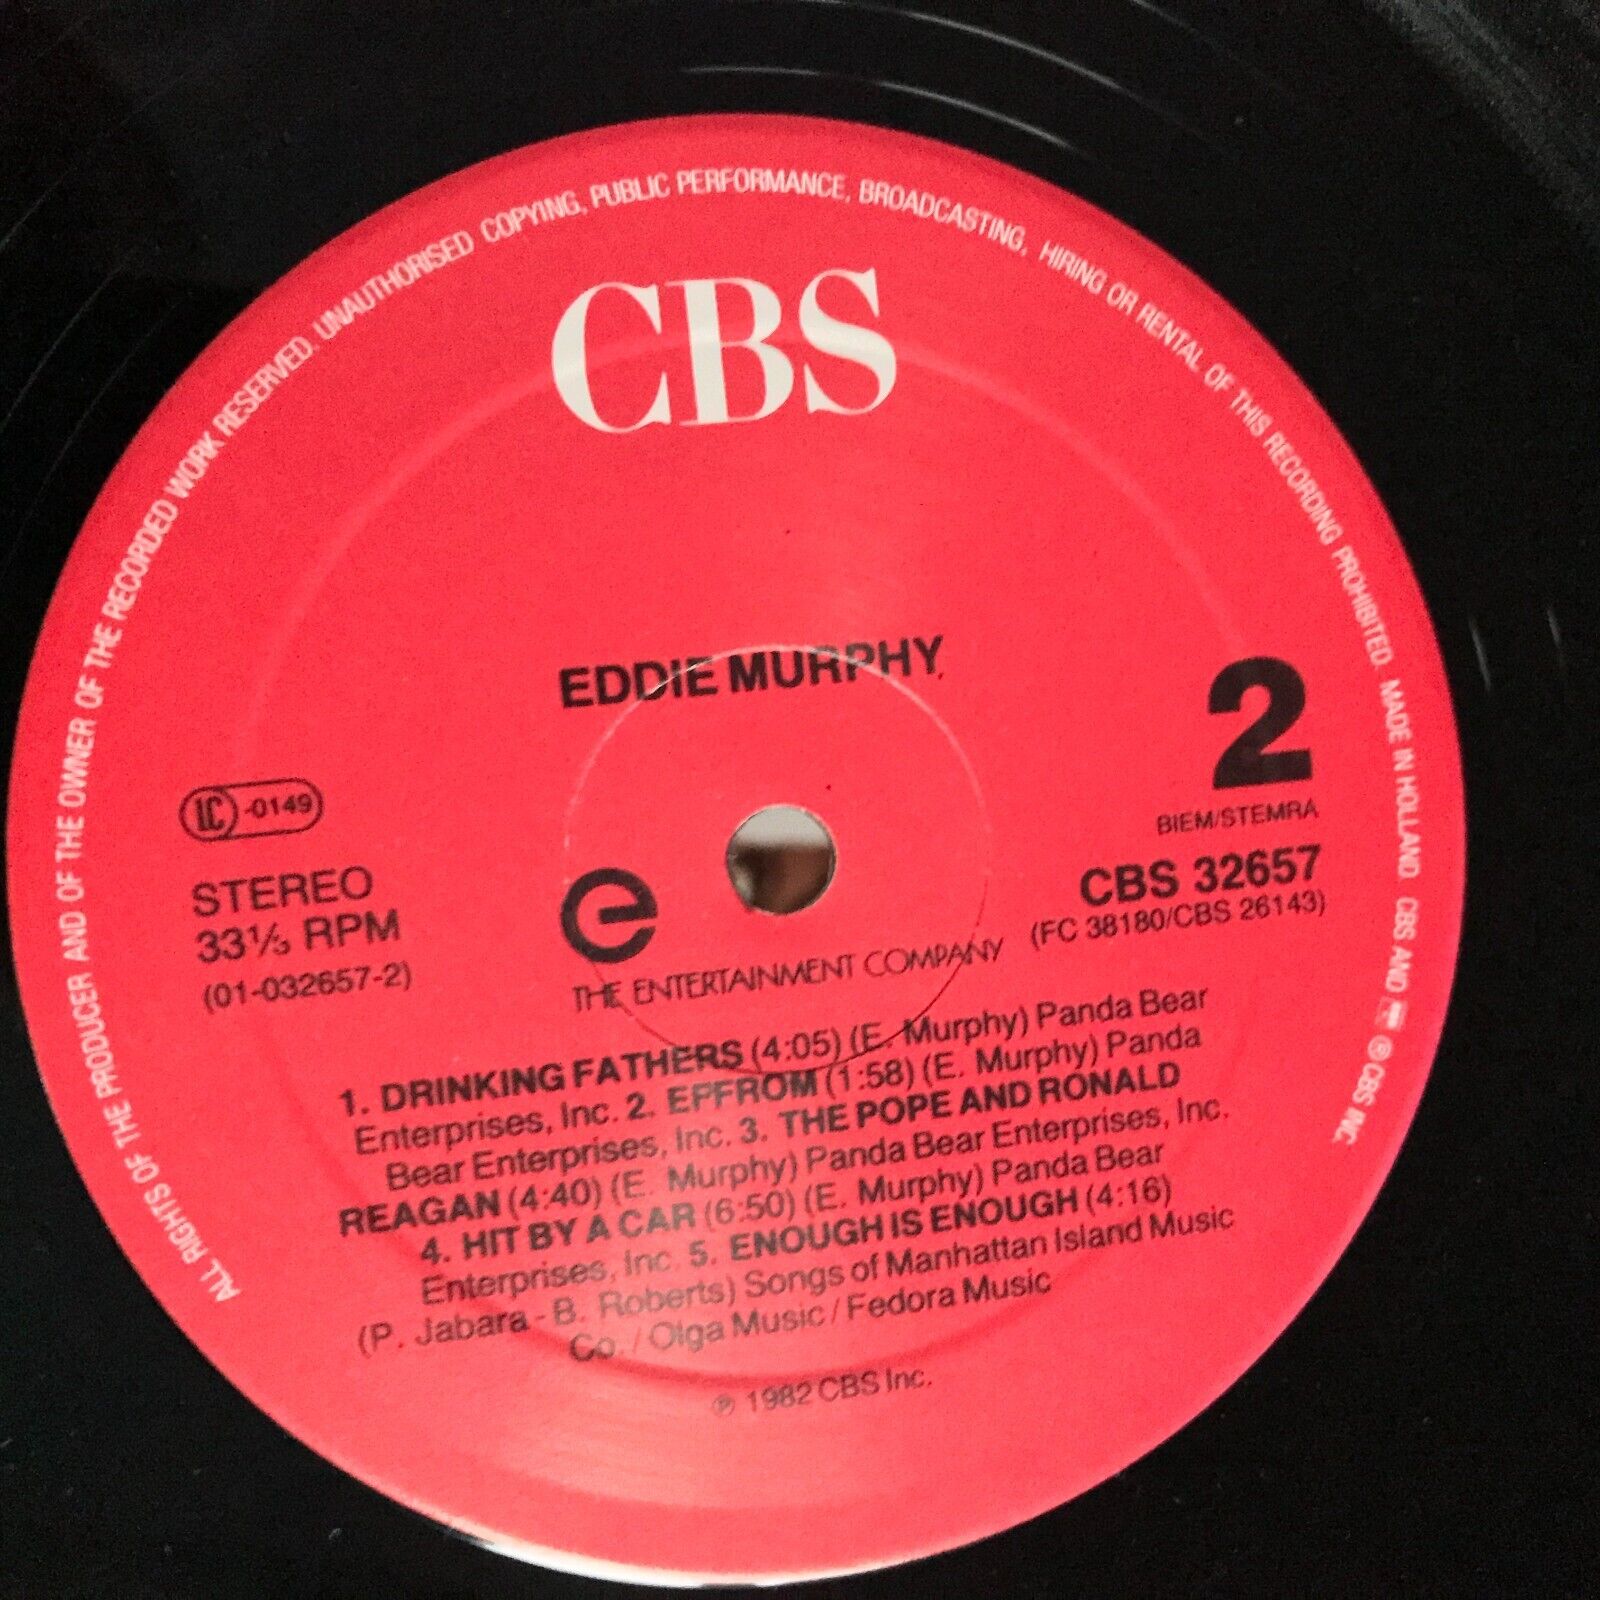 ALL RIGHTS OF THE PRODUCER AND OF THE OWNER OF THE RECORDED WORK RESERVED. UNAUTHORISED COPYING, PUBLIC PERFORMANCE, BROADCASTING, HIRING OR RENTAL OF THIS RECORDING PROHIBITED. MADE IN HOLLAND. CBS AND ℗ © CBS INC.
CBS
EDDIE MURPHY
2
BIEM/STEMRA
LC -0149
STEREO
33⅓ RPM
(01-032657-2)
e
THE ENTERTAINMENT COMPANY
CBS 32657
(FC 38180/CBS 26143)
1. DRINKING FATHERS (4:05) (E. Murphy) Panda Bear
Enterprises, Inc. 2. EPFROM (1:58) (E. Murphy) Panda
Bear Enterprises, Inc. 3. THE POPE AND RONALD
REAGAN (4:40) (E. Murphy) Panda Bear Enterprises, Inc.
4. HIT BY A CAR (6:50) (E. Murphy) Panda Bear
Enterprises, Inc. 5. ENOUGH IS ENOUGH (4:16)
(P. Jabara - B. Roberts) Songs of Manhattan Island Music
Co. / Olga Music / Fedora Music
℗ 1982 CBS Inc.